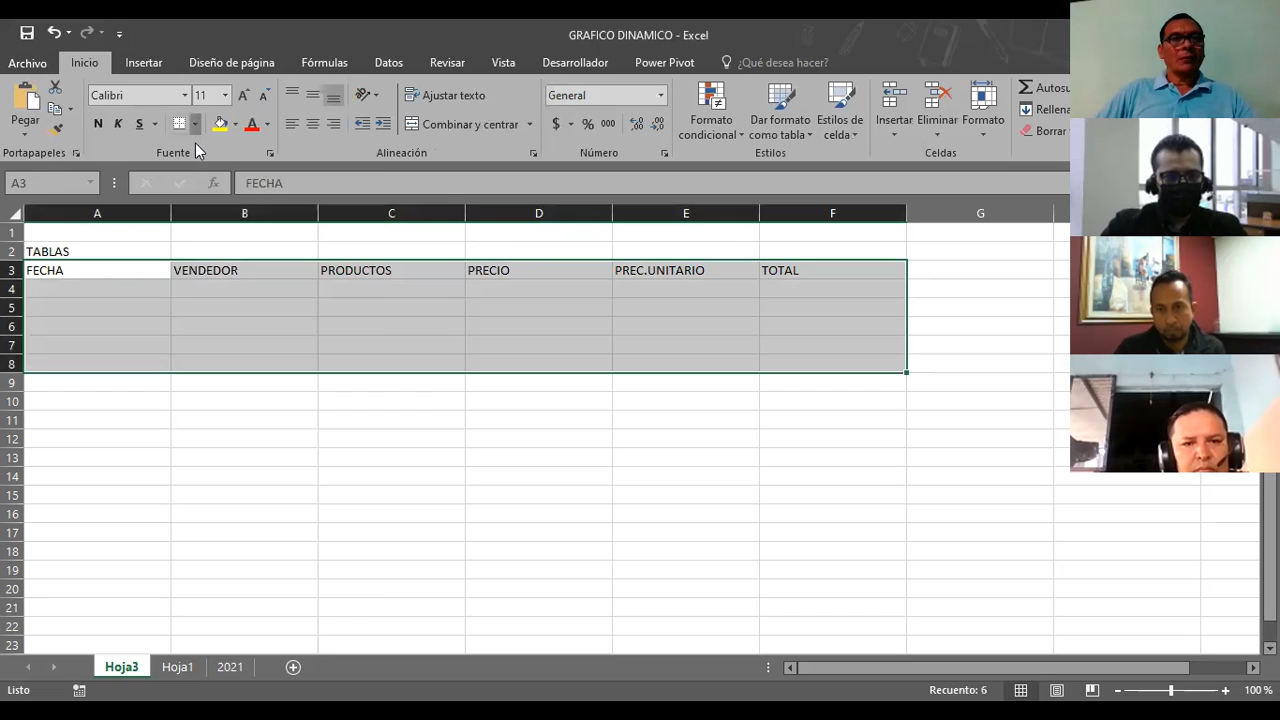 GRAFICO DINAMICO - Excel
Archivo Inicio Insertar Diseño de página Fórmulas Datos Revisar Vista Desarrollador Power Pivot ¿Qué desea hacer?
Calibri 11 Ajustar texto General Autosu
Pegar N K S Combinar y centrar $ % 000 Formato condicional Dar formato como tabla Estilos de celda Insertar Eliminar Formato Rellena
Borrar
Portapapeles Fuente Alineación Número Estilos Celdas
A3 fx FECHA
A B C D E F G
1
2 TABLAS
3 FECHA VENDEDOR PRODUCTOS PRECIO PREC.UNITARIO TOTAL
4
5
6
7
8
9
10
11
12
13
14
15
16
17
18
19
20
21
22
23
Hoja3 Hoja1 2021
Listo Recuento: 6 100 %